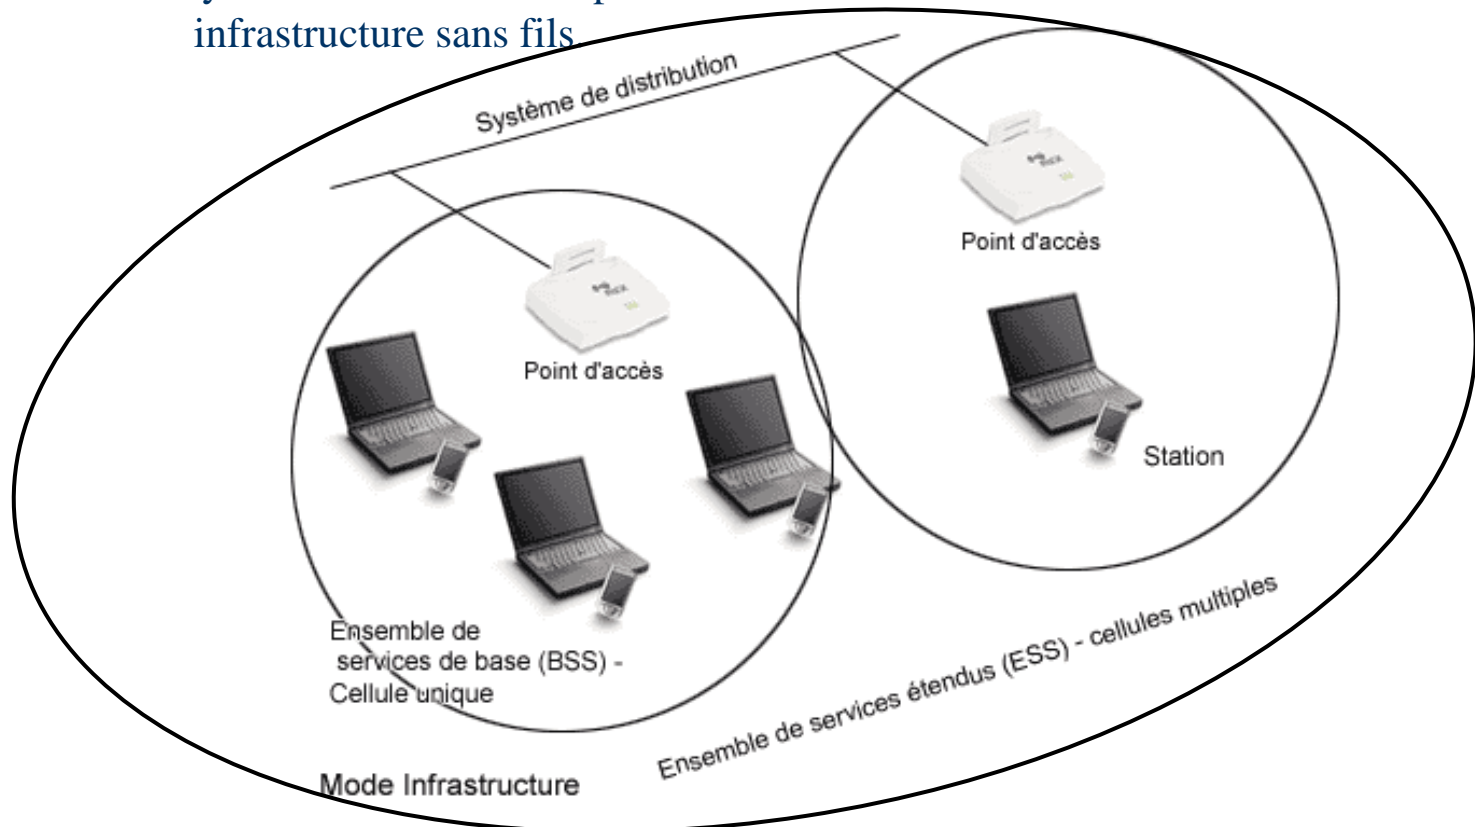 infrastructure sans fils.
Système de distribution
Point d'accès
Point d'accès
Station
Ensemble de
services de base (BSS) -
Cellule unique
Ensemble de services étendus (ESS) - cellules multiples
Mode Infrastructure